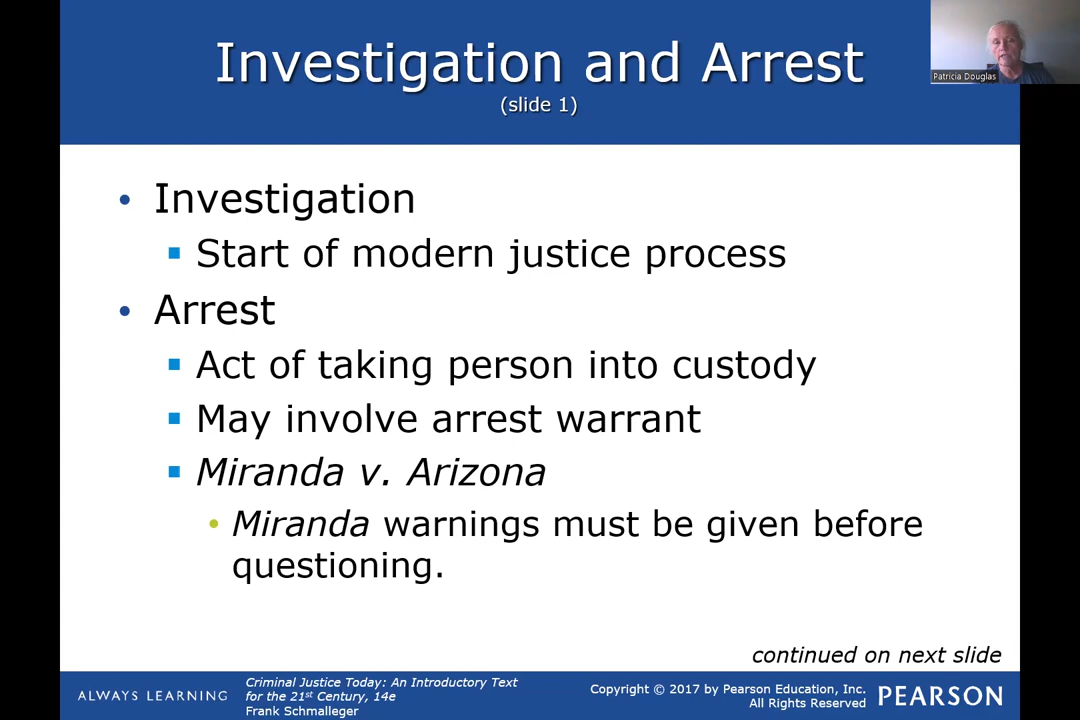 Investigation and Arrest
(slide 1)
Patricia Douglas
• Investigation
▪ Start of modern justice process
• Arrest
▪ Act of taking person into custody
▪ May involve arrest warrant
▪ Miranda v. Arizona
• Miranda warnings must be given before
questioning.
continued on next slide
ALWAYS LEARNING
Criminal Justice Today: An Introductory Text
for the 21st Century, 14e
Frank Schmalleger
Copyright © 2017 by Pearson Education, Inc.
All Rights Reserved
PEARSON